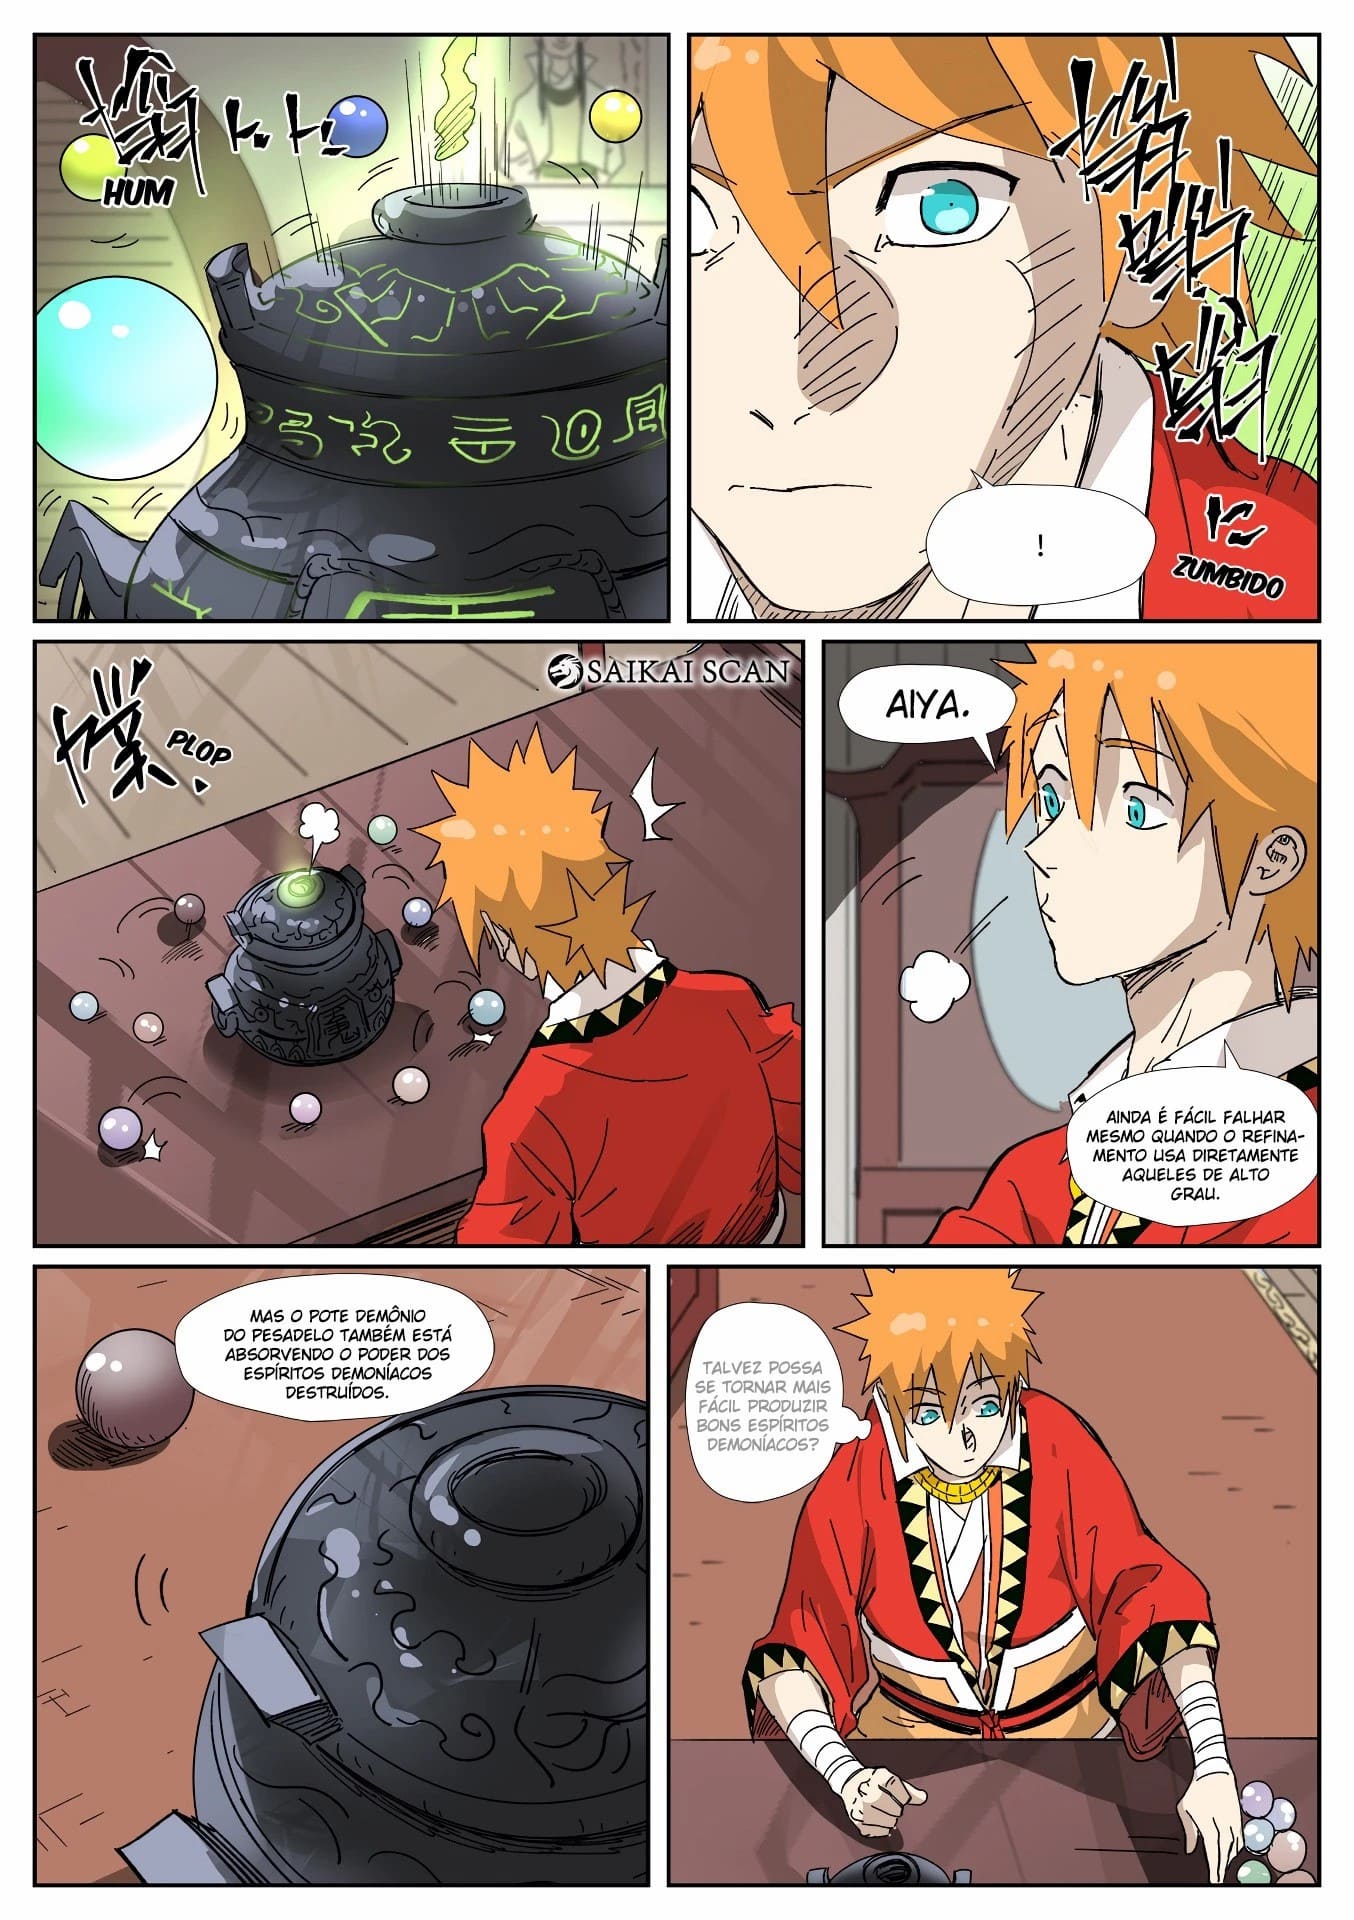 HUM
!
ZUMBIDO
SAIKAI SCAN
PLOP
AIYA.
AINDA É FÁCIL FALHAR
MESMO QUANDO O REFINA-
MENTO USA DIRETAMENTE
AQUELES DE ALTO
GRAU.
MAS O POTE DEMÔNIO
DO PESADELO TAMBÉM ESTÁ
ABSORVENDO O PODER DOS
ESPÍRITOS DEMONÍACOS
DESTRUÍDOS.
TALVEZ POSSA
SE TORNAR MAIS
FÁCIL PRODUZIR
BONS ESPÍRITOS
DEMONÍACOS?